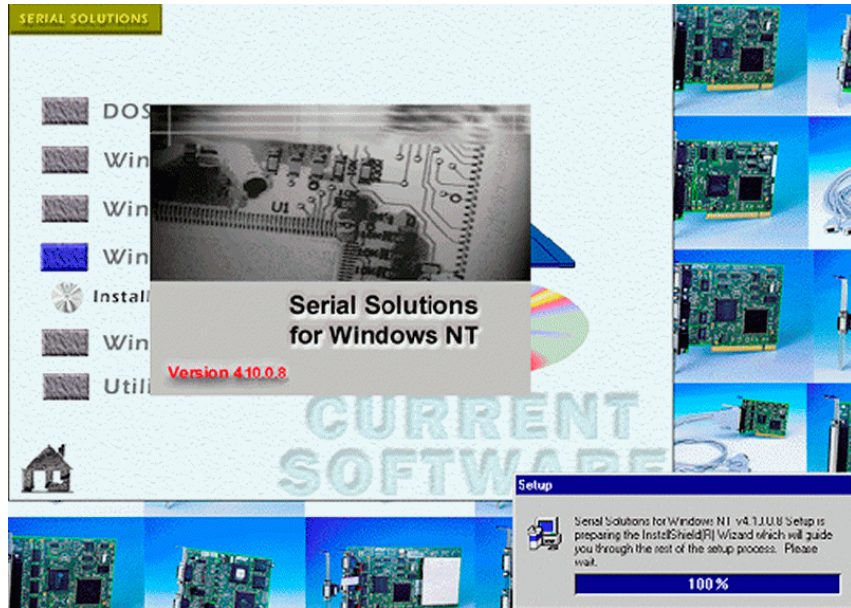 SERIAL SOLUTIONS
DOS
Win
Win
Win
Install
Win
Utili
U1
Serial Solutions
for Windows NT
Version 4.10.0.8
CURRENT
SOFTWARE
Setup
Serial Solutions for Windows NT v4.10.0.8 Setup is
preparing the InstallShield(R) Wizard which will guide
you through the rest of the setup process. Please
wait.
100%